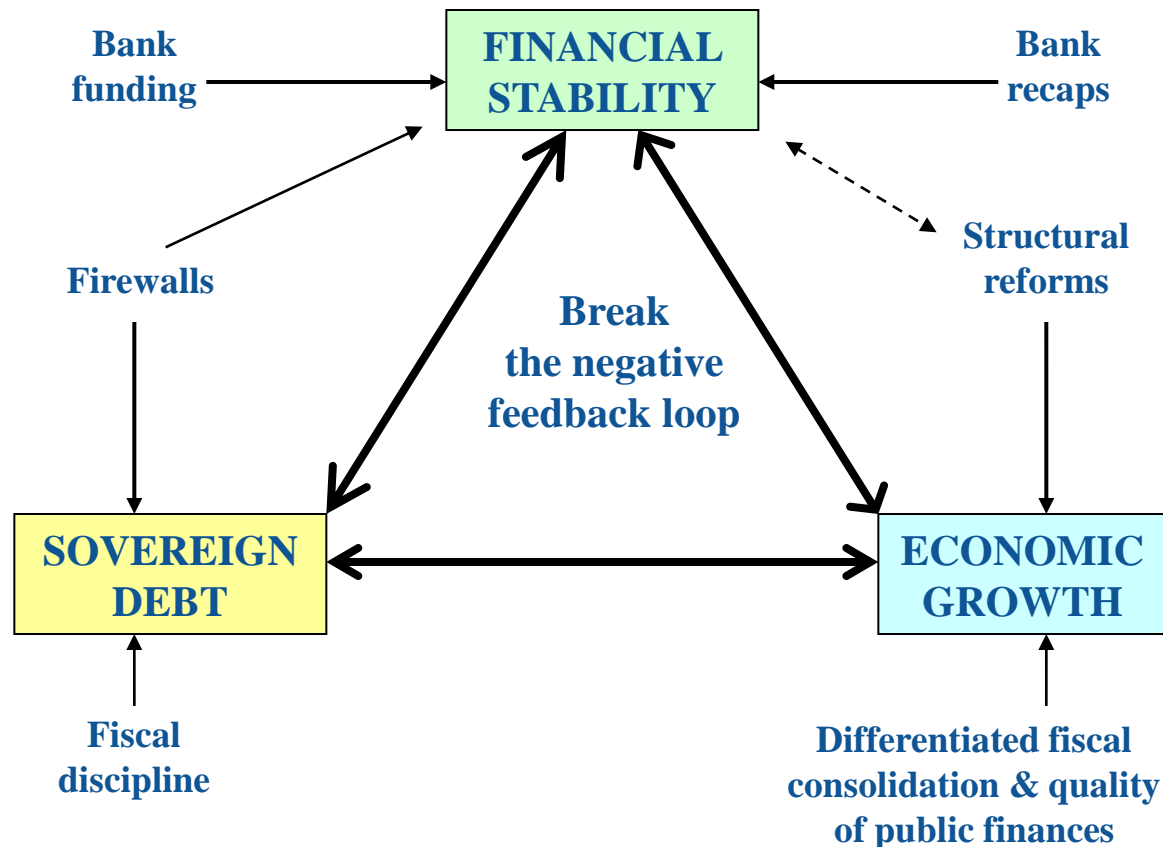 Bank
funding
FINANCIAL
STABILITY
Bank
recaps
Firewalls
Structural
reforms
Break
the negative
feedback loop
SOVEREIGN
DEBT
ECONOMIC
GROWTH
Fiscal
discipline
Differentiated fiscal
consolidation & quality
of public finances